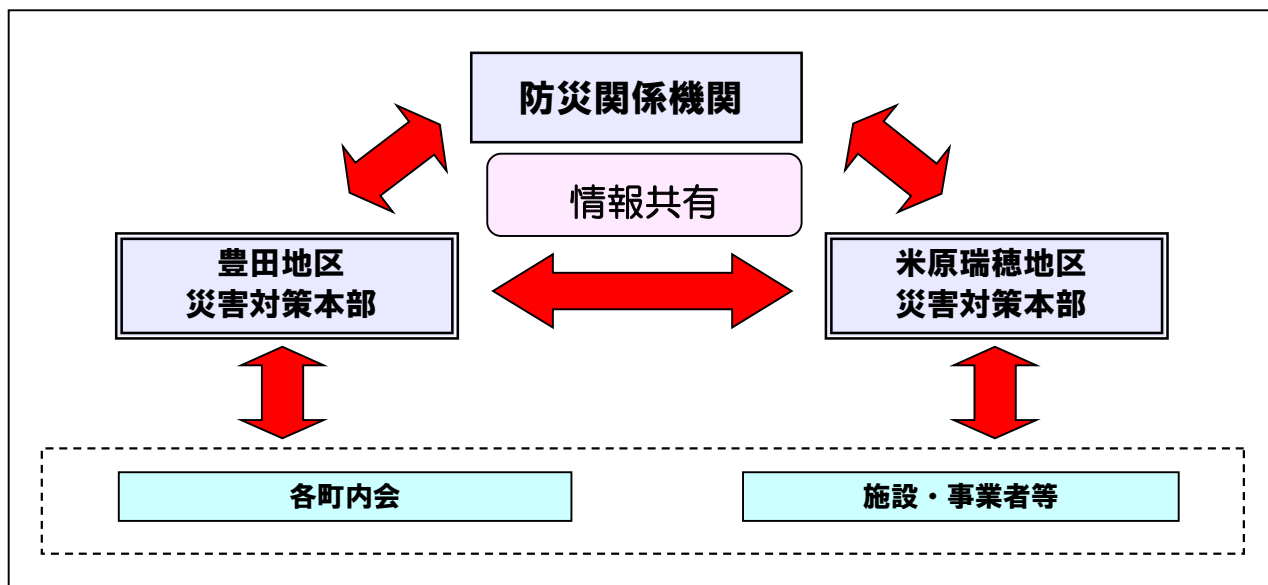 防災関係機関
情報共有
豊田地区
災害対策本部
米原瑞穂地区
災害対策本部
各町内会
施設・事業者等